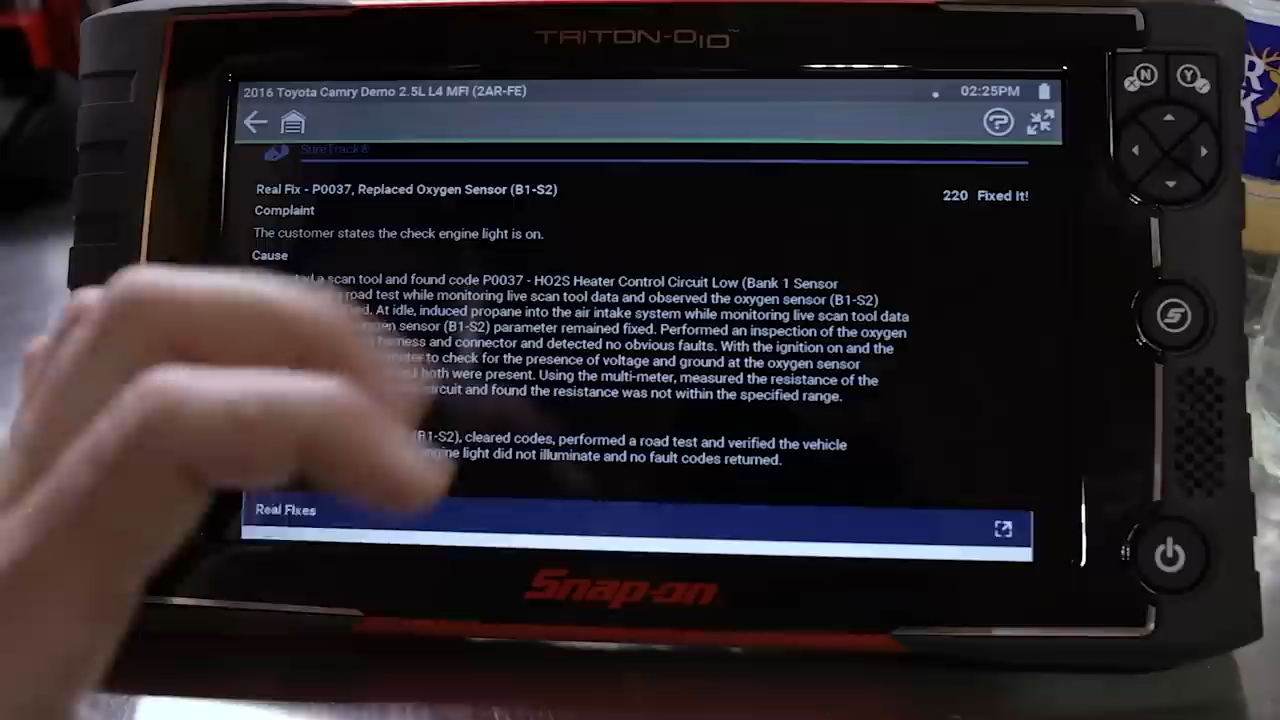 TRITON-D10
2016 Toyota Camry Demo 2.5L L4 MFI (2AR-FE)
02:25PM
N
Y
SureTrack®
Real Fix - P0037, Replaced Oxygen Sensor (B1-S2)
220 Fixed It!
Complaint
The customer states the check engine light is on.
Cause
a scan tool and found code P0037 - HO2S Heater Control Circuit Low (Bank 1 Sensor
road test while monitoring live scan tool data and observed the oxygen sensor (B1-S2)
At idle, induced propane into the air intake system while monitoring live scan tool data
sensor (B1-S2) parameter remained fixed. Performed an inspection of the oxygen
harness and connector and detected no obvious faults. With the ignition on and the
to check for the presence of voltage and ground at the oxygen sensor
both were present. Using the multi-meter, measured the resistance of the
circuit and found the resistance was not within the specified range.
(B1-S2), cleared codes, performed a road test and verified the vehicle
engine light did not illuminate and no fault codes returned.
Real Fixes
Snap-on